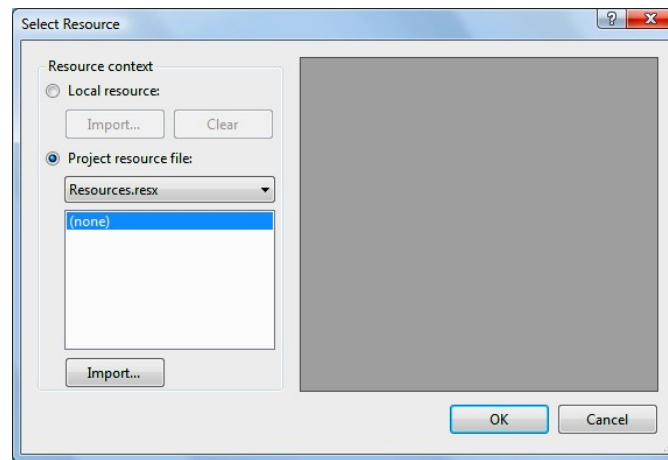 Select Resource
Resource context
Local resource:
Import... Clear
Project resource file:
Resources.resx
(none)
Import...
OK Cancel